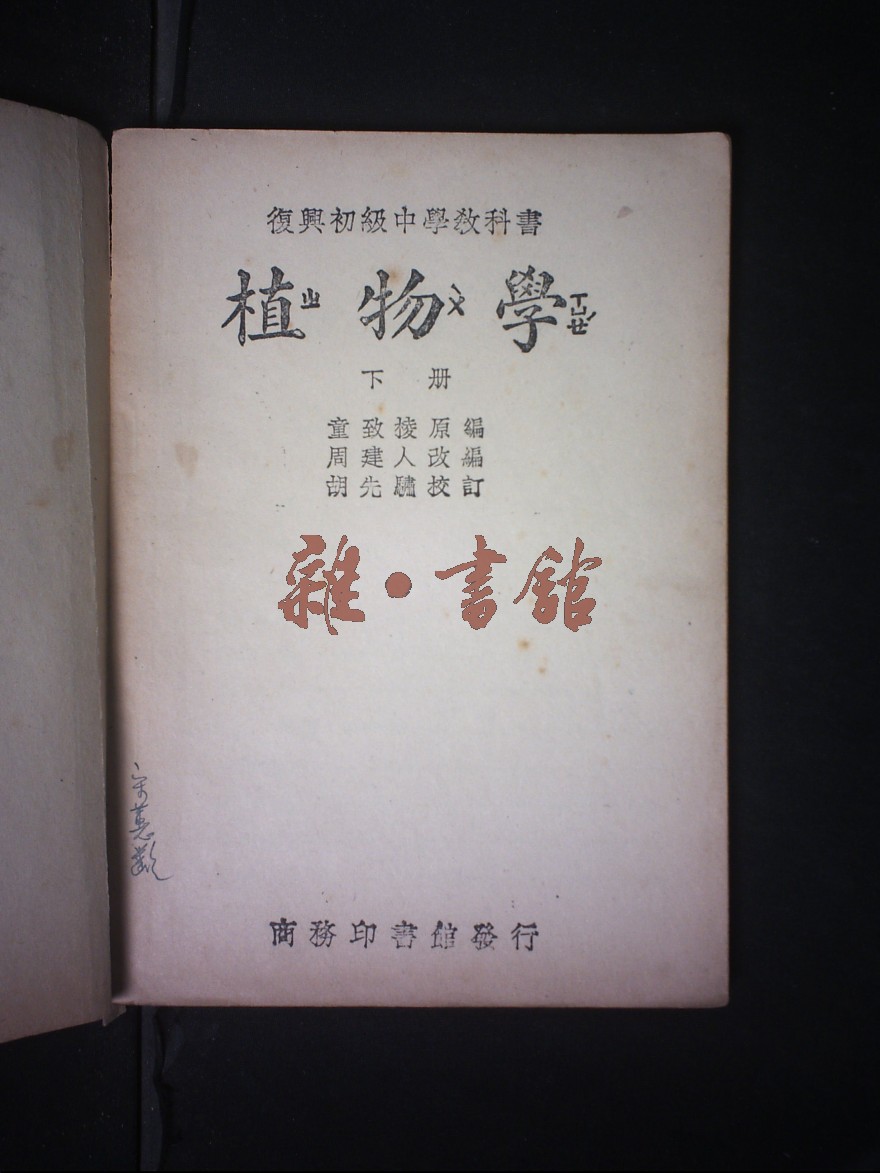 復興初級中學教科書
植ㄓ 物ㄨ、 學ㄒㄩㄝˊ
下 册
童致棱原編
周建人改編
胡先驌校訂
雜·書館
商務印書館發行